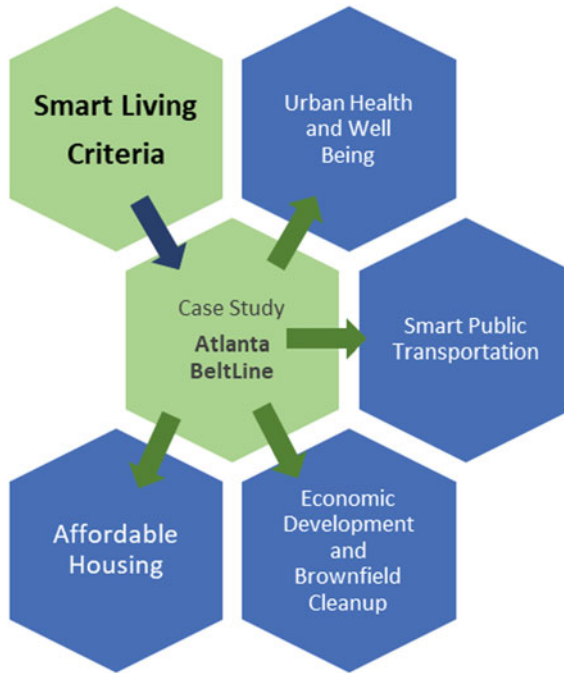 Smart Living
Criteria
Urban Health
and Well
Being
Case Study
Atlanta
BeltLine
Smart Public
Transportation
Affordable
Housing
Economic
Development
and
Brownfield
Cleanup